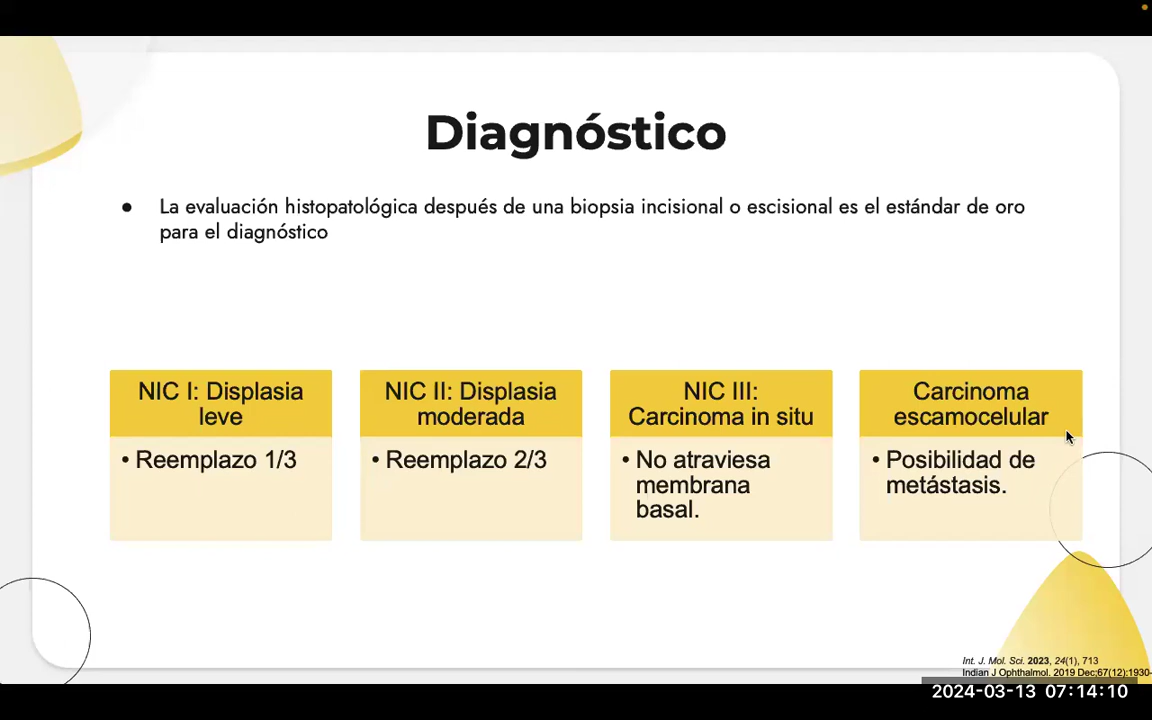 Diagnóstico
● La evaluación histopatológica después de una biopsia incisional o escisional es el estándar de oro
para el diagnóstico
NIC I: Displasia
leve
• Reemplazo 1/3
NIC II: Displasia
moderada
• Reemplazo 2/3
NIC III:
Carcinoma in situ
• No atraviesa
membrana
basal.
Carcinoma
escamocelular
• Posibilidad de
metástasis.
Int. J. Mol. Sci. 2023, 24(1), 713
Indian J Ophthalmol. 2019 Dec;67(12):1930-
2024-03-13 07:14:10